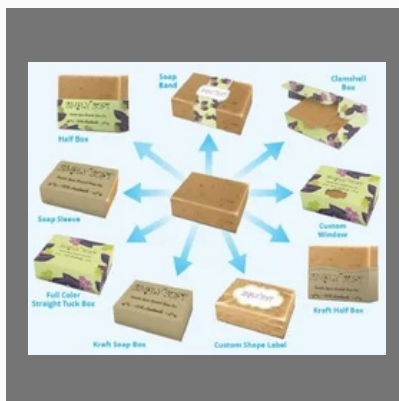 Soap
Band
Clamshell
Box
Half Box
Soap Sleeve
Custom
Window
Full Color
Straight Tuck Box
Kraft Half Box
Kraft Soap Box
Custom Shape Label